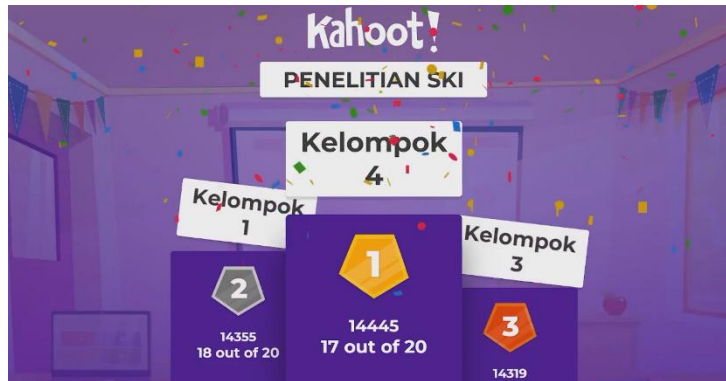 Kahoot!
PENELITIAN SKI
Kelompok
4
Kelompok
1
Kelompok
3
1
14445
17 out of 20
2
14355
18 out of 20
3
14319